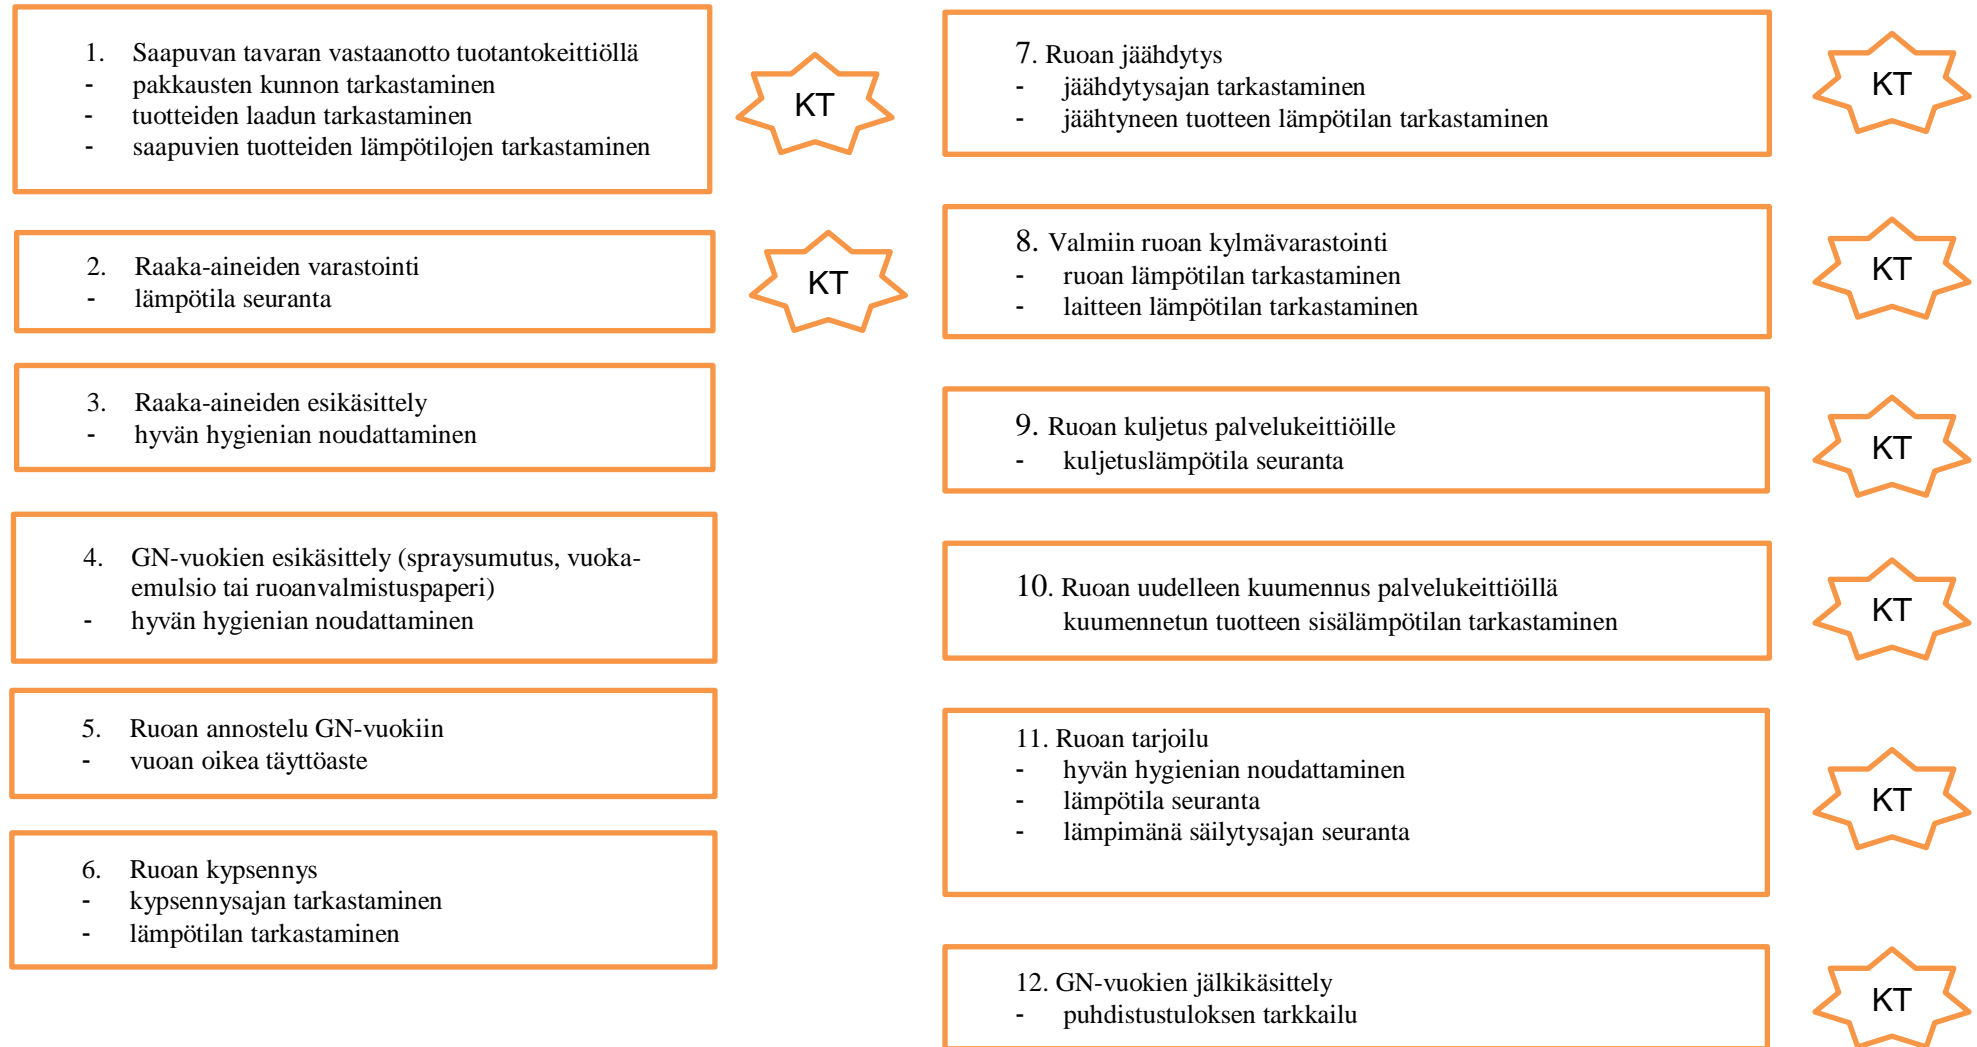 1. Saapuvan tavaran vastaanotto tuotantokeittiöllä
- pakkausten kunnon tarkastaminen
- tuotteiden laadun tarkastaminen
- saapuvien tuotteiden lämpötilojen tarkastaminen
KT
2. Raaka-aineiden varastointi
- lämpötila seuranta
KT
3. Raaka-aineiden esikäsittely
- hyvän hygienian noudattaminen
4. GN-vuokien esikäsittely (spraysumutus, vuoka-
emulsio tai ruoanvalmistuspaperi)
- hyvän hygienian noudattaminen
5. Ruoan annostelu GN-vuokiin
- vuoan oikea täyttöaste
6. Ruoan kypsennys
- kypsennysajan tarkastaminen
- lämpötilan tarkastaminen
7. Ruoan jäähdytys
- jäähdytysajan tarkastaminen
- jäähtyneen tuotteen lämpötilan tarkastaminen
KT
8. Valmiin ruoan kylmävarastointi
- ruoan lämpötilan tarkastaminen
- laitteen lämpötilan tarkastaminen
KT
9. Ruoan kuljetus palvelukeittiöille
- kuljetuslämpötila seuranta
KT
10. Ruoan uudelleen kuumennus palvelukeittiöillä
kuumennetun tuotteen sisälämpötilan tarkastaminen
KT
11. Ruoan tarjoilu
- hyvän hygienian noudattaminen
- lämpötila seuranta
- lämpimänä säilytysajan seuranta
KT
12. GN-vuokien jälkikäsittely
- puhdistustuloksen tarkkailu
KT